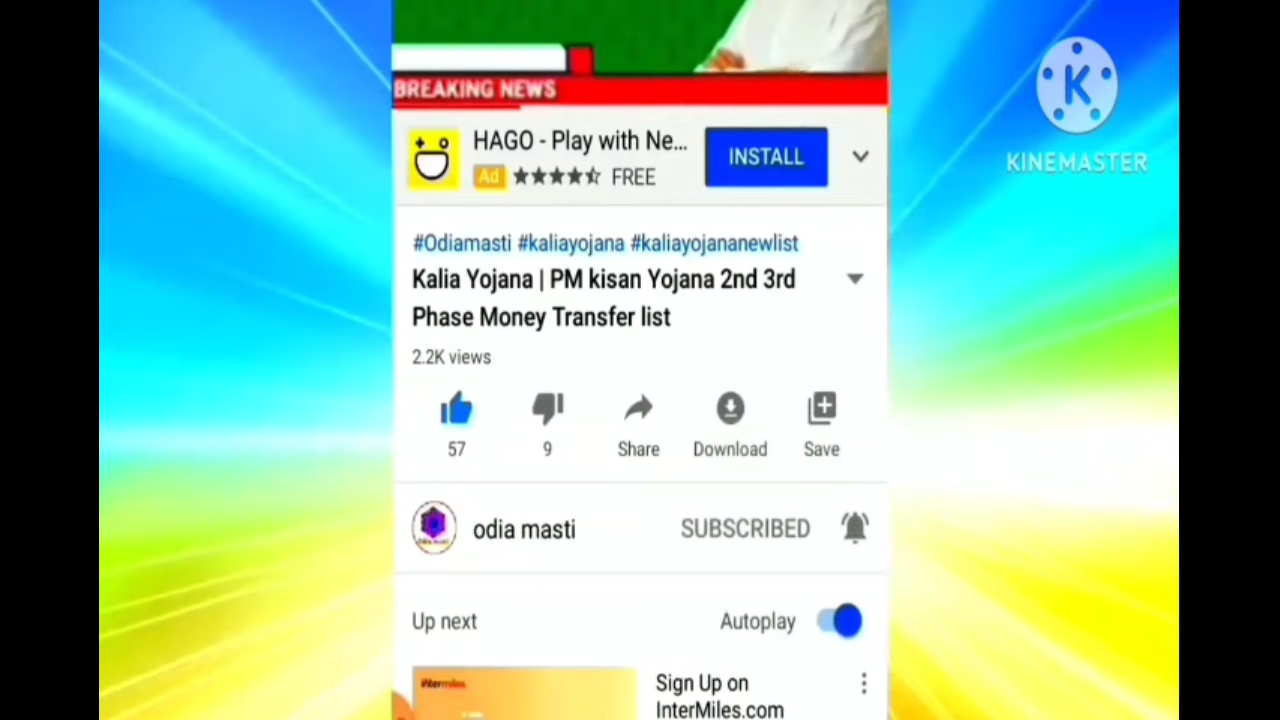 BREAKING NEWS
HAGO - Play with Ne...
INSTALL
Ad
FREE
KINEMASTER
#Odiamasti #kaliayojana #kaliayojananewlist
Kalia Yojana | PM kisan Yojana 2nd 3rd
Phase Money Transfer list
2.2K views
57
9
Share
Download
Save
odia masti
SUBSCRIBED
Up next
Autoplay
intermiles
Sign Up on
InterMiles.com